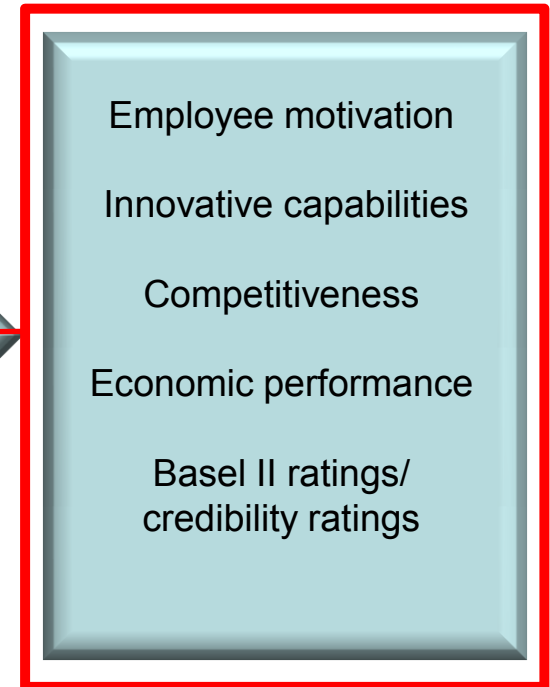 Employee motivation
Innovative capabilities
Competitiveness
Economic performance
Basel II ratings/
credibility ratings